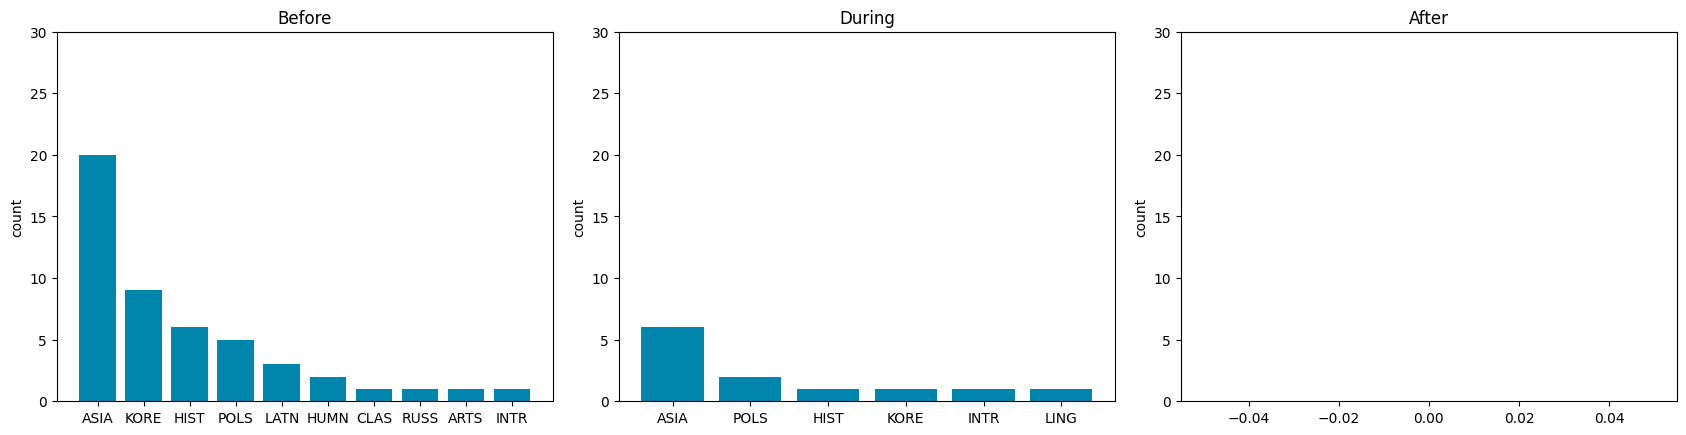 Before
30
25
20
15
10
5
0
count
ASIA KORE HIST POLS LATN HUMN CLAS RUSS ARTS INTR
During
30
25
20
15
10
5
0
count
ASIA POLS HIST KORE INTR LING
After
30
25
20
15
10
5
0
count
−0.04 −0.02 0.00 0.02 0.04